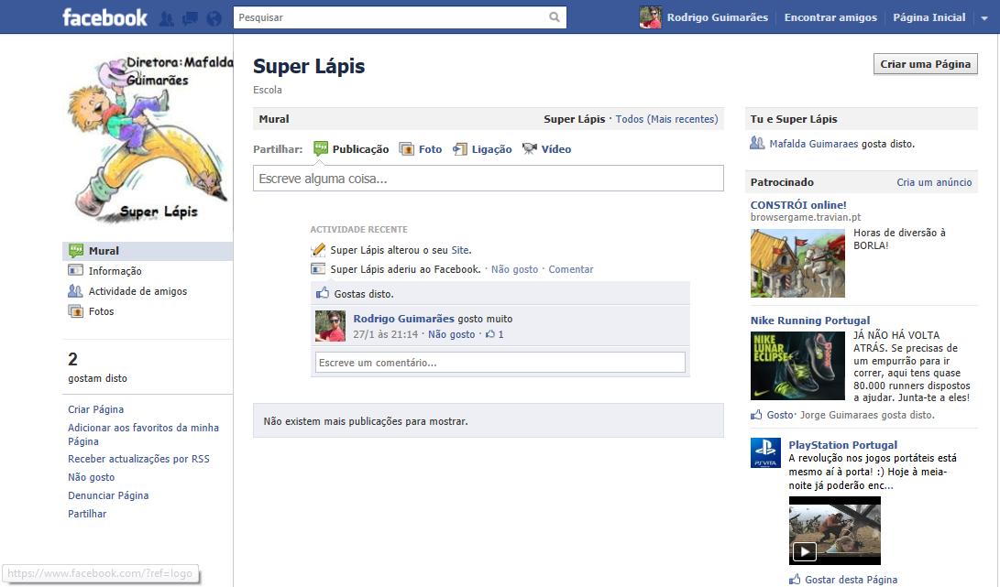 facebook
Pesquisar
Rodrigo Guimarães
Encontrar amigos
Página Inicial
Diretora:Mafalda
Guimarães
Super Lápis
Mural
Informação
Actividade de amigos
Fotos
2
gostam disto
Criar Página
Adicionar aos favoritos da minha
Página
Receber actualizações por RSS
Não gosto
Denunciar Página
Partilhar
https://www.facebook.com/?ref=logo
Super Lápis
Escola
Criar uma Página
Mural
Super Lápis · Todos (Mais recentes)
Partilhar: Publicação Foto Ligação Vídeo
Escreve alguma coisa...
ACTIVIDADE RECENTE
Super Lápis alterou o seu Site.
Super Lápis aderiu ao Facebook. · Não gosto · Comentar
Gostas disto.
Rodrigo Guimarães gosto muito
27/1 às 21:14 · Não gosto · 1
Escreve um comentário...
Não existem mais publicações para mostrar.
Tu e Super Lápis
Mafalda Guimaraes gosta disto.
Patrocinado
Cria um anúncio
CONSTRÓI online!
browsergame.travian.pt
Horas de diversão à
BORLA!
Nike Running Portugal
NIKE
LUNAR
ECLIPSE+
JÁ NÃO HÁ VOLTA
ATRÁS. Se precisas de
um empurrão para ir
correr, aqui tens quase
80.000 runners dispostos
a ajudar. Junta-te a eles!
Gosto· Jorge Guimaraes gosta disto.
PSVITA
PlayStation Portugal
A revolução nos jogos portáteis está
mesmo aí à porta! :) Hoje à meia-
noite já poderão enc...
Gostar desta Página